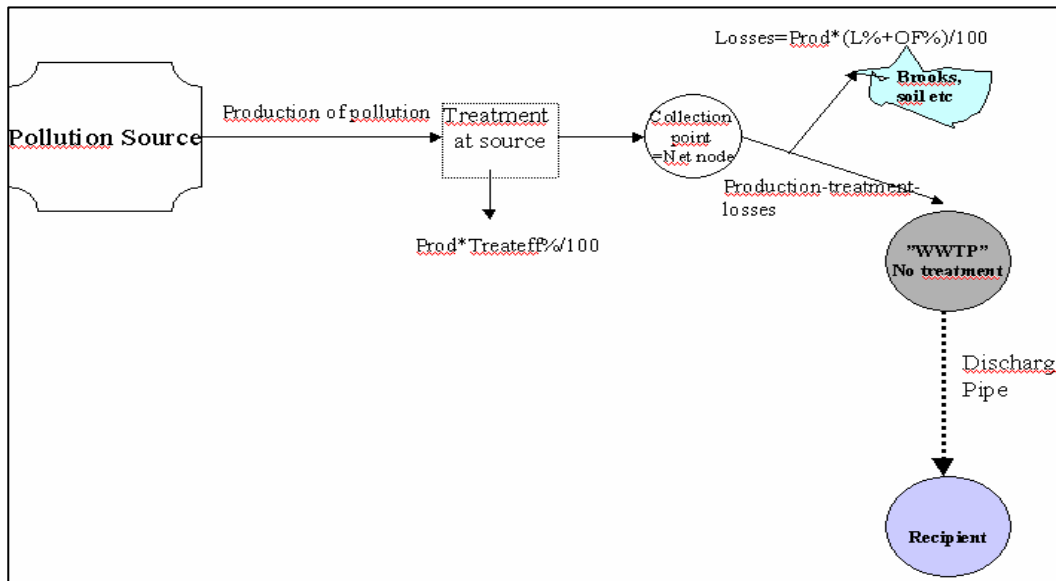 Losses=Prod*(L%+OF%)/100
Brooks,
soil etc
Pollution Source
Production of pollution
Treatment
at source
Collection
point
=Net node
Production-treatment-
losses
Prod*Treateff%/100
"WWTP"
No treatment
Discharg
Pipe
Recipient